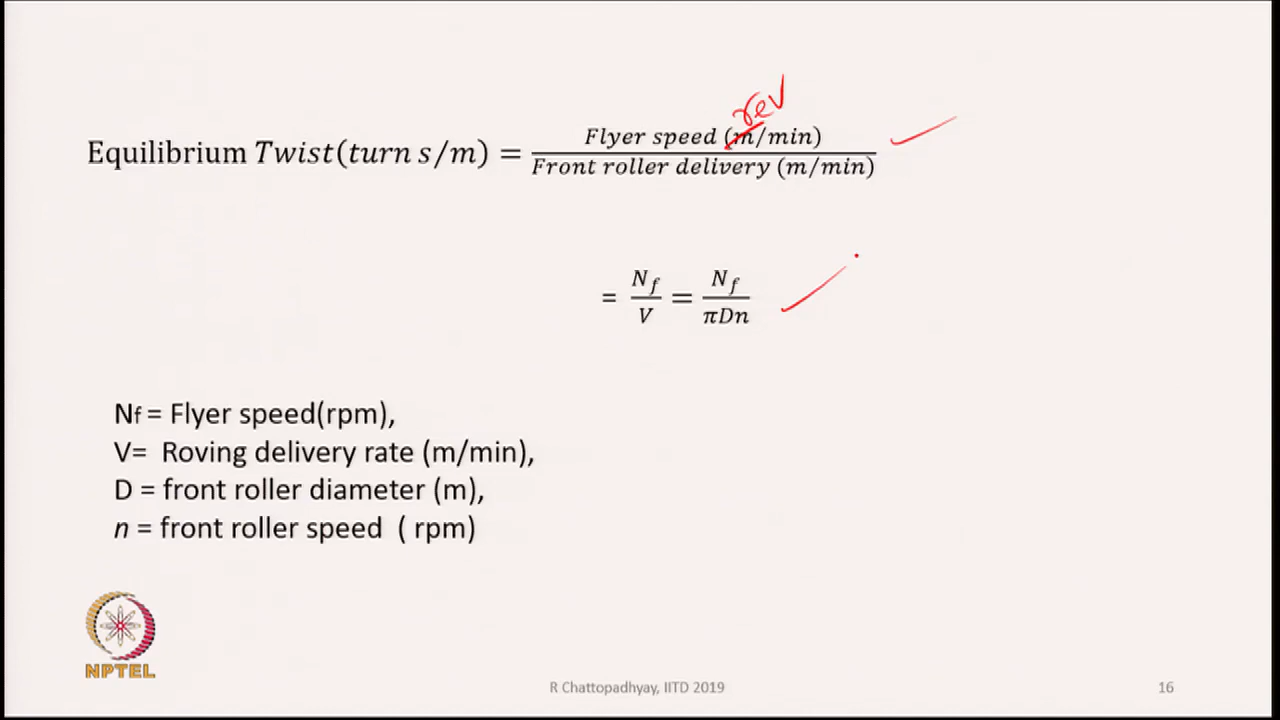 rev
Equilibrium Twist(turn s/m) = Flyer speed (m/min) / Front roller delivery (m/min)
= N_f / V = N_f / πDn
Nf = Flyer speed(rpm),
V= Roving delivery rate (m/min),
D = front roller diameter (m),
n = front roller speed ( rpm)
NPTEL
R Chattopadhyay, IITD 2019
16